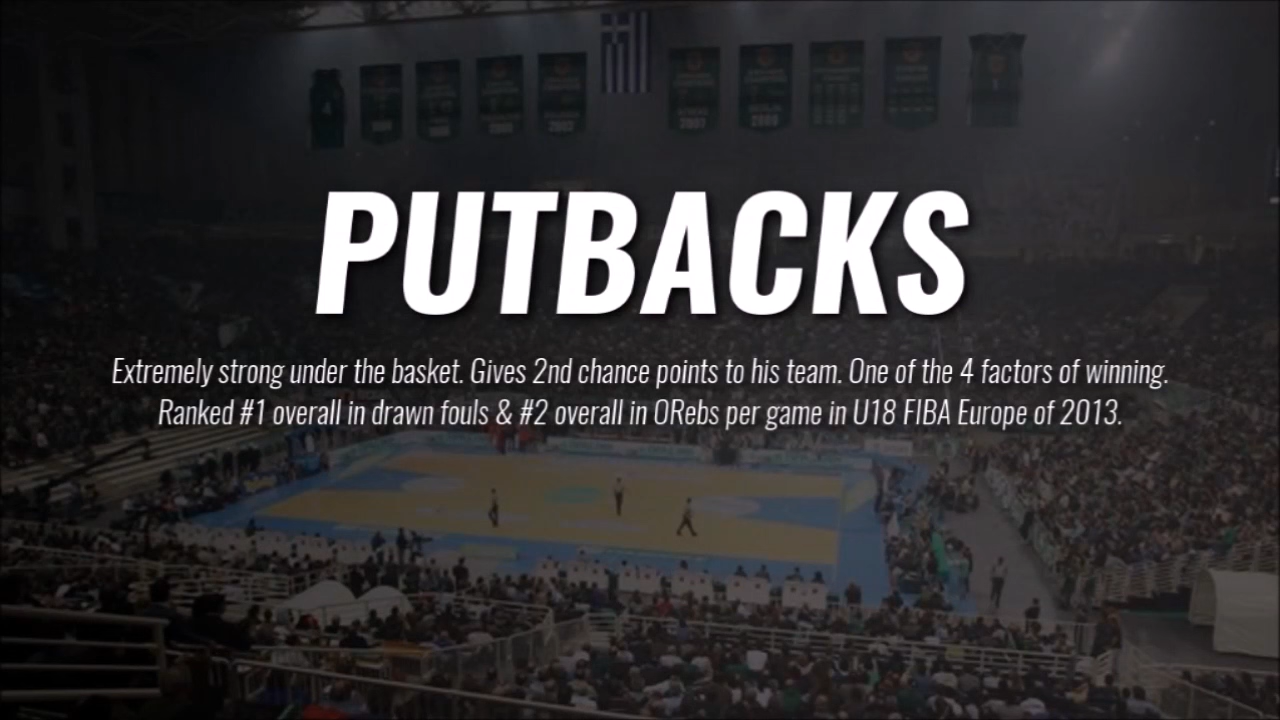 PUTBACKS
Extremely strong under the basket. Gives 2nd chance points to his team. One of the 4 factors of winning.
Ranked #1 overall in drawn fouls & #2 overall in ORebs per game in U18 FIBA Europe of 2013.